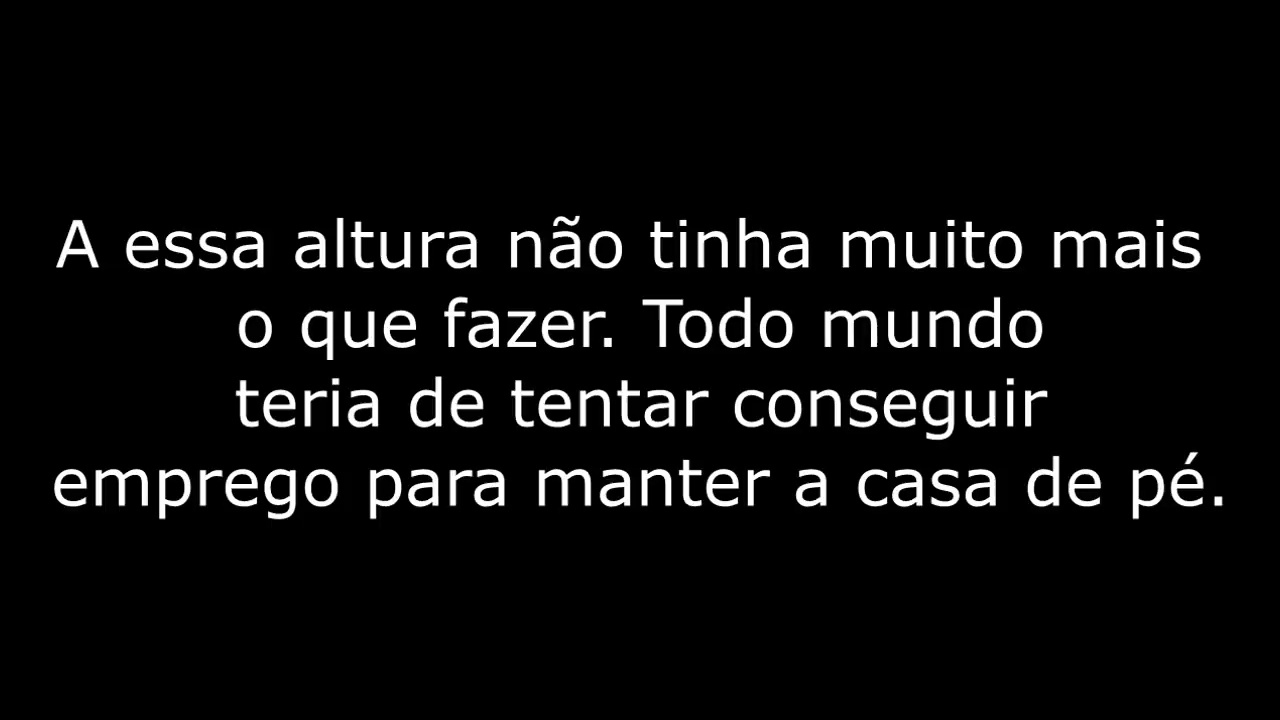 A essa altura não tinha muito mais
o que fazer. Todo mundo
teria de tentar conseguir
emprego para manter a casa de pé.